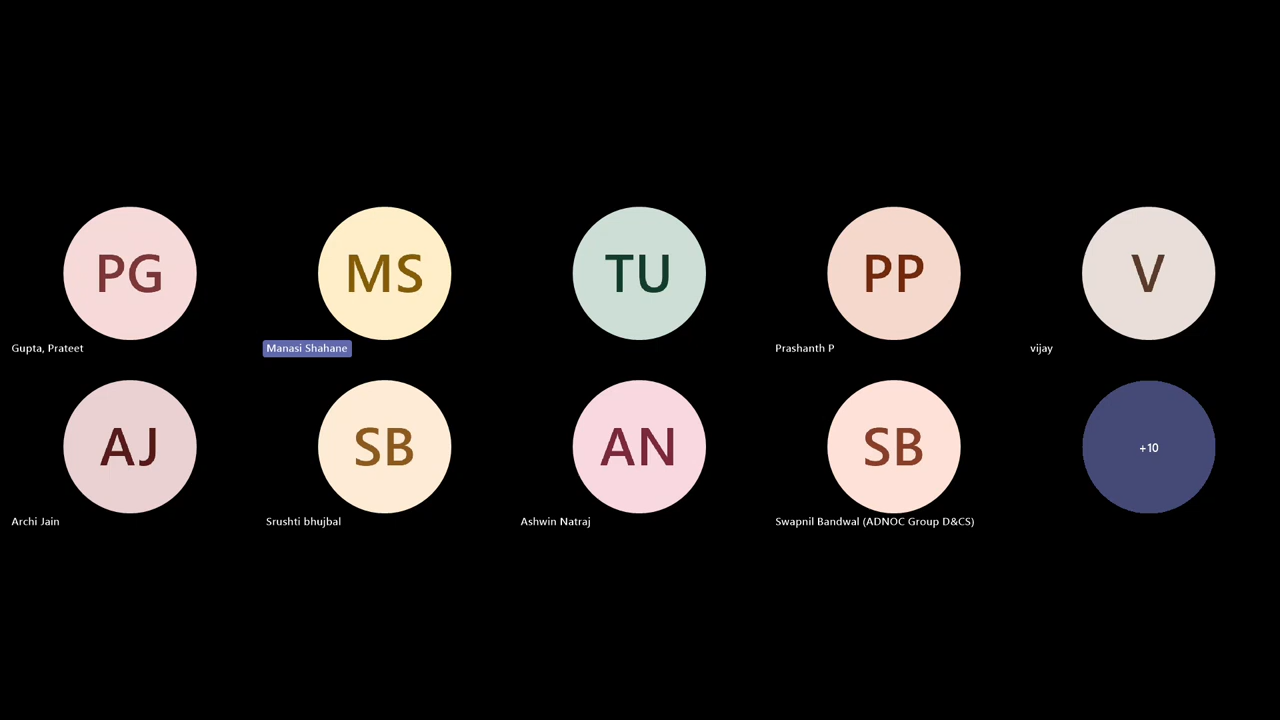 PG
MS
TU
PP
V
Gupta, Prateet
Manasi Shahane
Prashanth P
vijay
AJ
SB
AN
SB
+10
Archi Jain
Srushti bhujbal
Ashwin Natraj
Swapnil Bandwal (ADNOC Group D&CS)